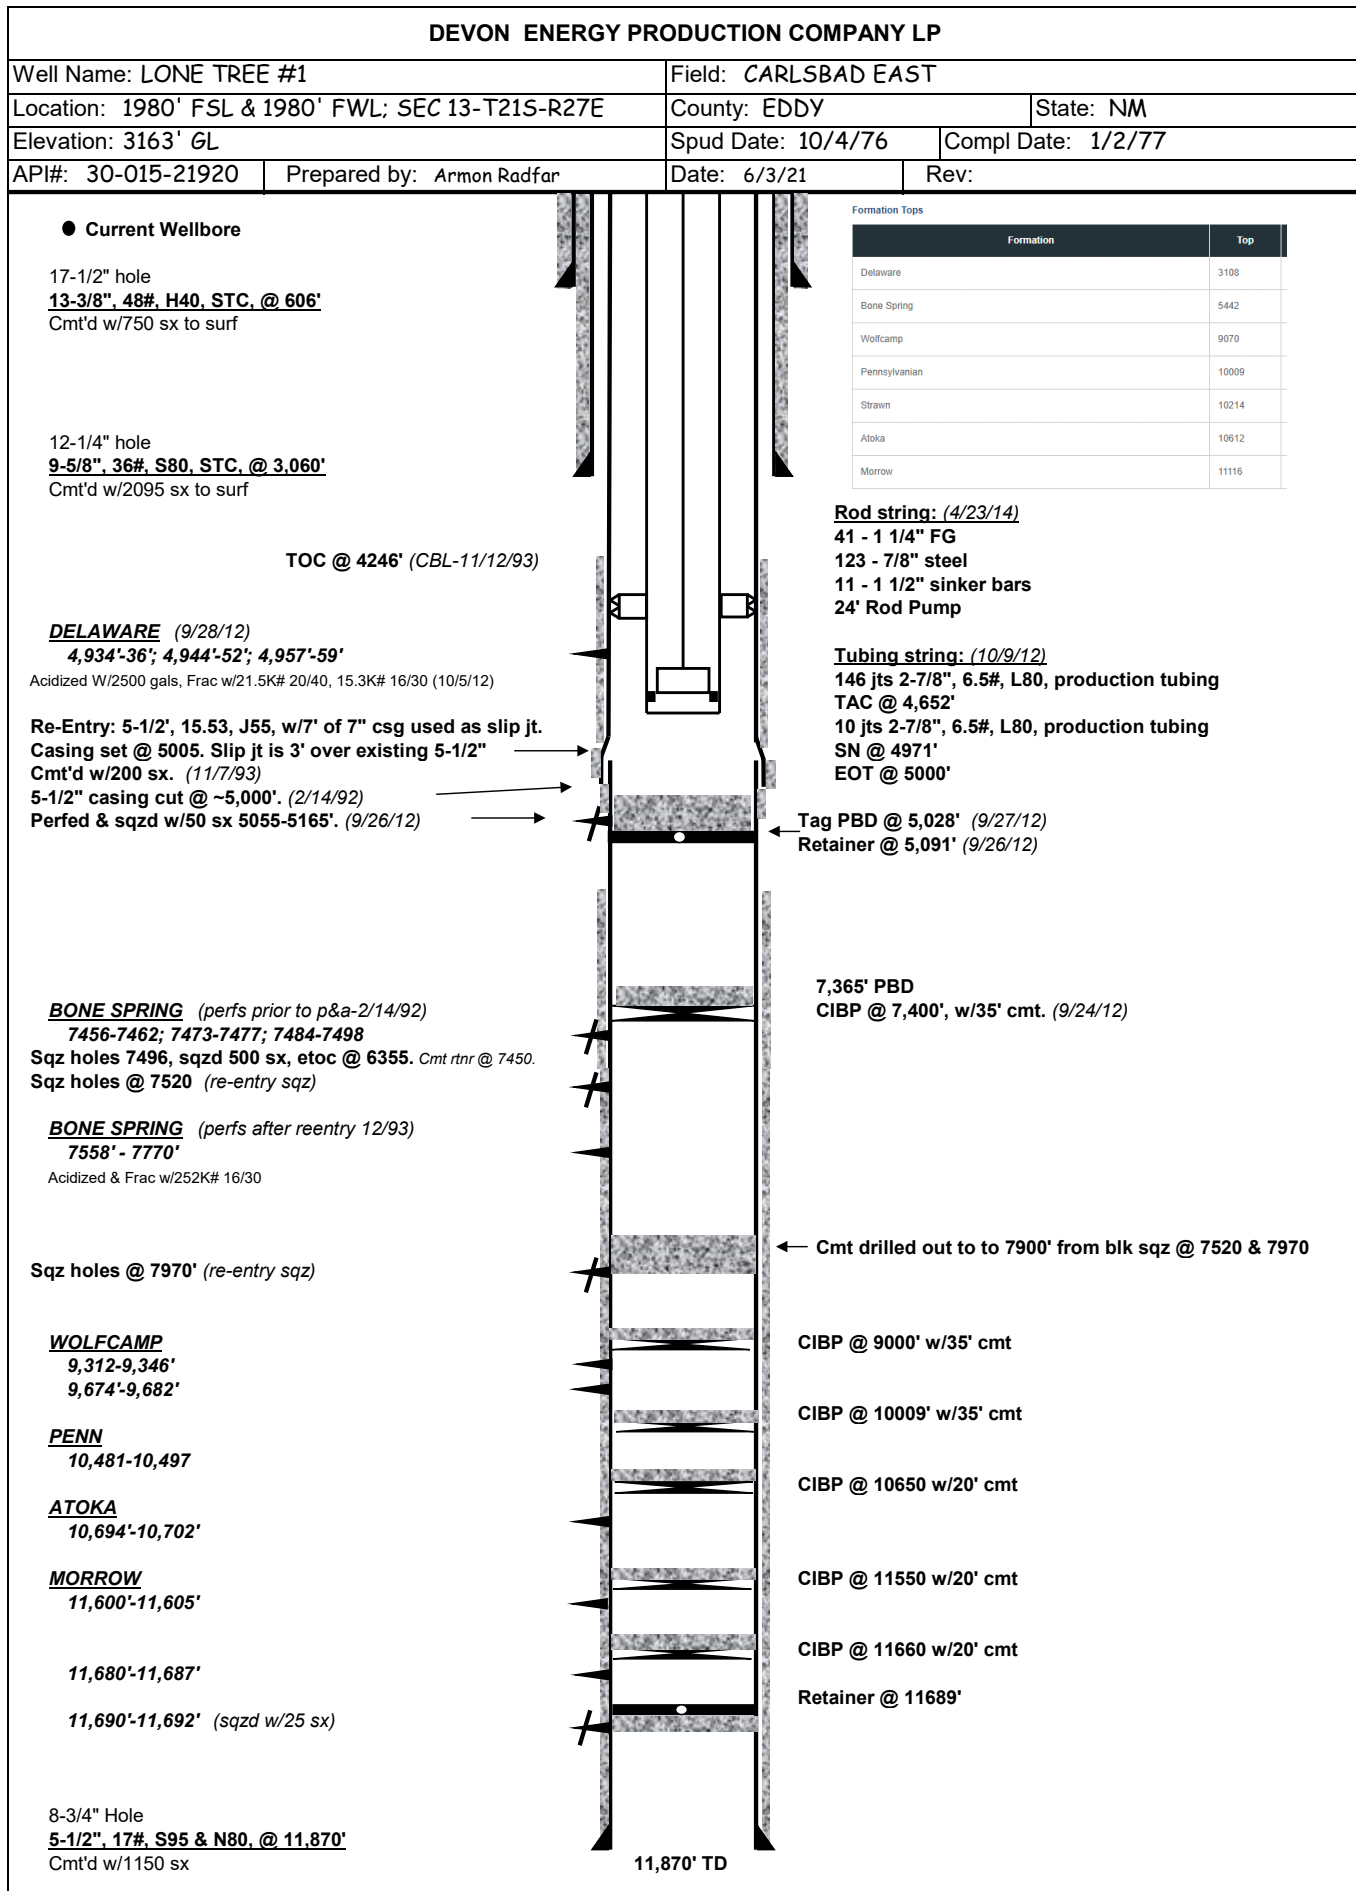 DEVON  ENERGY PRODUCTION COMPANY LP
Well Name: LONE TREE #1
Field: CARLSBAD EAST
Location: 1980' FSL & 1980' FWL; SEC 13-T21S-R27E
County: EDDY
State: NM
Elevation: 3163' GL
Spud Date: 10/4/76
Compl Date: 1/2/77
API#: 30-015-21920
Prepared by: Armon Radfar
Date: 6/3/21
Rev:
● Current Wellbore
17-1/2" hole
13-3/8", 48#, H40, STC, @ 606'
Cmt'd w/750 sx to surf
12-1/4" hole
9-5/8", 36#, S80, STC, @ 3,060'
Cmt'd w/2095 sx to surf
TOC @ 4246' (CBL-11/12/93)
DELAWARE (9/28/12)
4,934'-36'; 4,944'-52'; 4,957'-59'
Acidized W/2500 gals, Frac w/21.5K# 20/40, 15.3K# 16/30 (10/5/12)
Re-Entry: 5-1/2', 15.53, J55, w/7' of 7" csg used as slip jt.
Casing set @ 5005. Slip jt is 3' over existing 5-1/2"
Cmt'd w/200 sx. (11/7/93)
5-1/2" casing cut @ ~5,000'. (2/14/92)
Perfed & sqzd w/50 sx 5055-5165'. (9/26/12)
BONE SPRING (perfs prior to p&a-2/14/92)
7456-7462; 7473-7477; 7484-7498
Sqz holes 7496, sqzd 500 sx, etoc @ 6355. Cmt rtnr @ 7450.
Sqz holes @ 7520 (re-entry sqz)
BONE SPRING (perfs after reentry 12/93)
7558' - 7770'
Acidized & Frac w/252K# 16/30
Sqz holes @ 7970' (re-entry sqz)
WOLFCAMP
9,312-9,346'
9,674'-9,682'
PENN
10,481-10,497
ATOKA
10,694'-10,702'
MORROW
11,600'-11,605'
11,680'-11,687'
11,690'-11,692' (sqzd w/25 sx)
8-3/4" Hole
5-1/2", 17#, S95 & N80, @ 11,870'
Cmt'd w/1150 sx
11,870' TD
Formation Tops
Formation Top
Delaware 3108
Bone Spring 5442
Wolfcamp 9070
Pennsylvanian 10009
Strawn 10214
Atoka 10612
Morrow 11116
Rod string: (4/23/14)
41 - 1 1/4" FG
123 - 7/8" steel
11 - 1 1/2" sinker bars
24' Rod Pump
Tubing string: (10/9/12)
146 jts 2-7/8", 6.5#, L80, production tubing
TAC @ 4,652'
10 jts 2-7/8", 6.5#, L80, production tubing
SN @ 4971'
EOT @ 5000'
Tag PBD @ 5,028' (9/27/12)
Retainer @ 5,091' (9/26/12)
7,365' PBD
CIBP @ 7,400', w/35' cmt. (9/24/12)
Cmt drilled out to to 7900' from blk sqz @ 7520 & 7970
CIBP @ 9000' w/35' cmt
CIBP @ 10009' w/35' cmt
CIBP @ 10650 w/20' cmt
CIBP @ 11550 w/20' cmt
CIBP @ 11660 w/20' cmt
Retainer @ 11689'